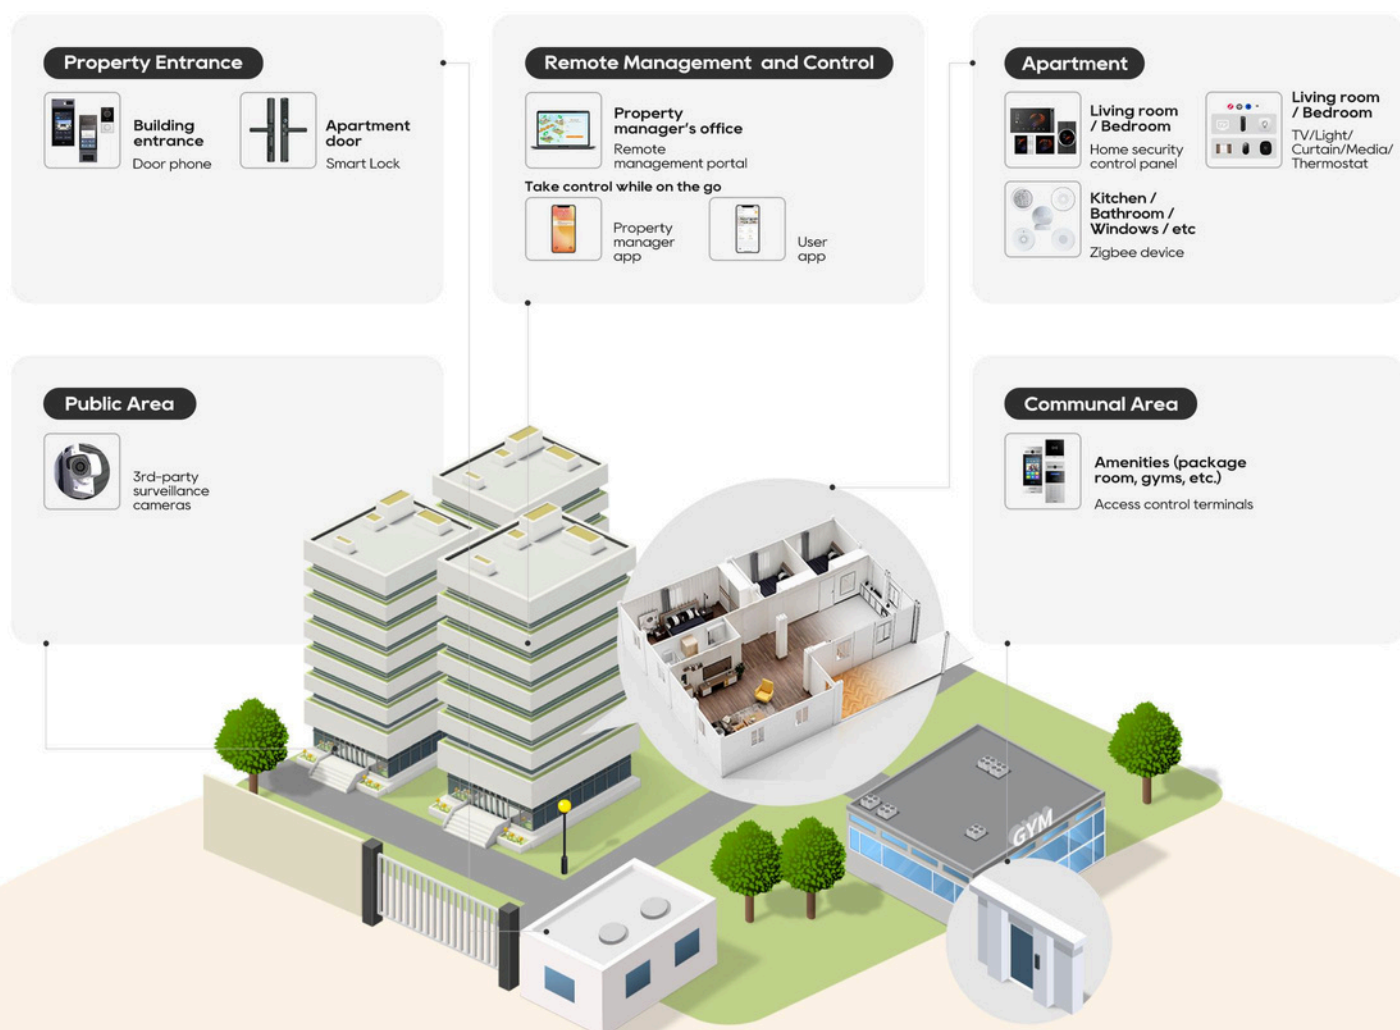 Property Entrance
Building
entrance
Door phone
Apartment
door
Smart Lock
Remote Management and Control
Property
manager's office
Remote
management portal
Take control while on the go
Property
manager
app
User
app
Apartment
Living room
/ Bedroom
Home security
control panel
Living room
/ Bedroom
TV/Light/
Curtain/Media/
Thermostat
Kitchen /
Bathroom /
Windows / etc
Zigbee device
Public Area
3rd-party
surveillance
cameras
Communal Area
Amenities (package
room, gyms, etc.)
Access control terminals
GYM